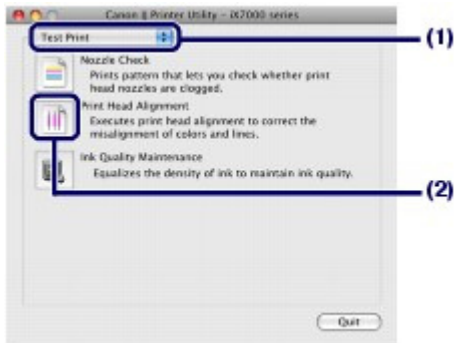 Canon IJ Printer Utility - iX7000 series
Test Print
(1)
Nozzle Check
Prints pattern that lets you check whether print
head nozzles are clogged.
Print Head Alignment
Executes print head alignment to correct the
misalignment of colors and lines.
Ink Quality Maintenance
Equalizes the density of ink to maintain ink quality.
(2)
Quit